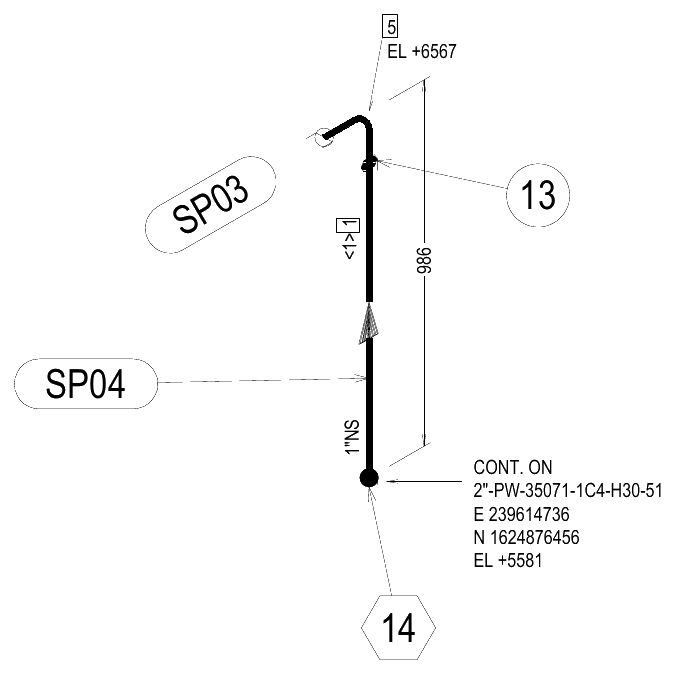 5
EL +6567
SP03
13
<1> 1
986
SP04
1"NS
CONT. ON
2"-PW-35071-1C4-H30-51
E 239614736
N 1624876456
EL +5581
14